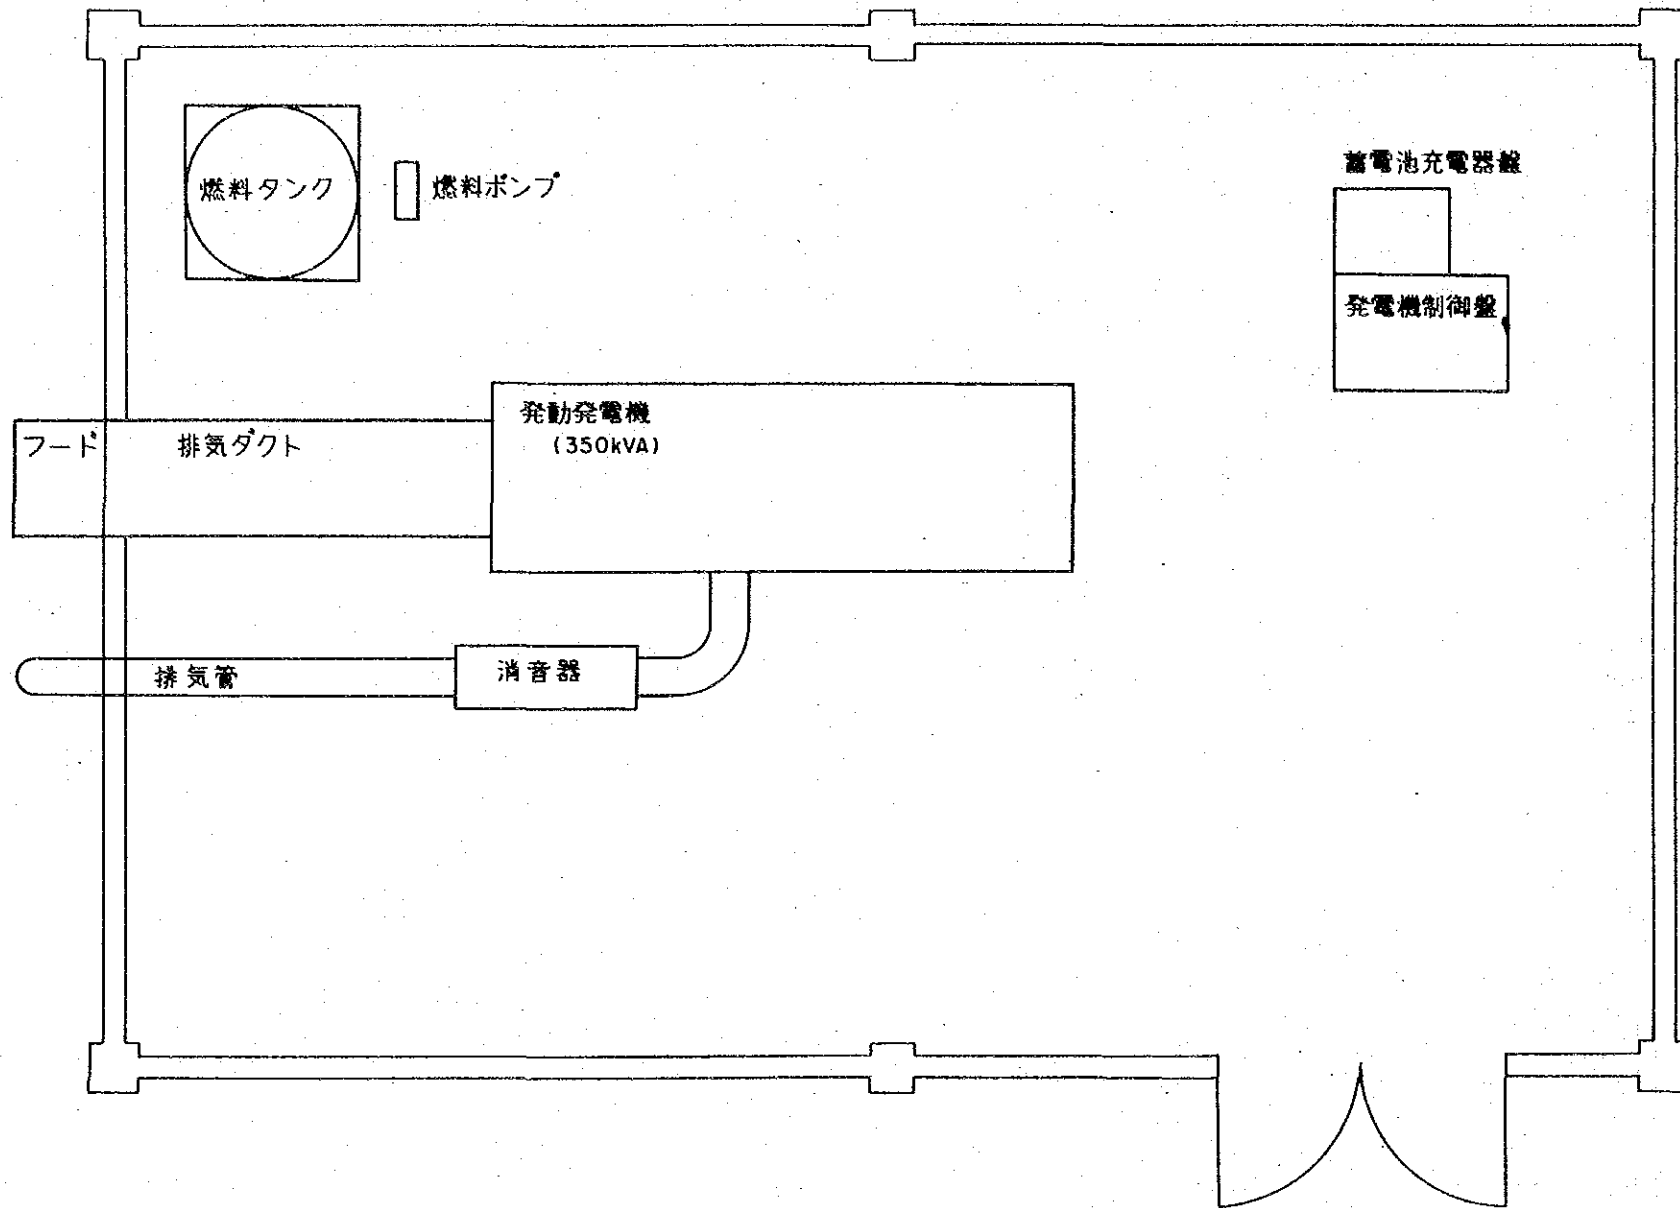 蓄電池充電器盤
燃料タンク
燃料ポンプ
発電機制御盤
発動発電機
(350kVA)
フード
排気ダクト
排気管
消音器